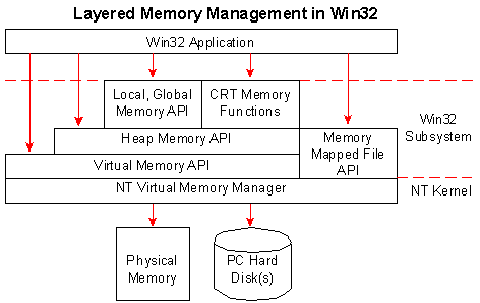 Layered Memory Management in Win32
Win32 Application
Local, Global
Memory API
CRT Memory
Functions
Win32
Subsystem
Heap Memory API
Memory
Mapped File
API
Virtual Memory API
NT Virtual Memory Manager
NT Kernel
Physical
Memory
PC Hard
Disk(s)